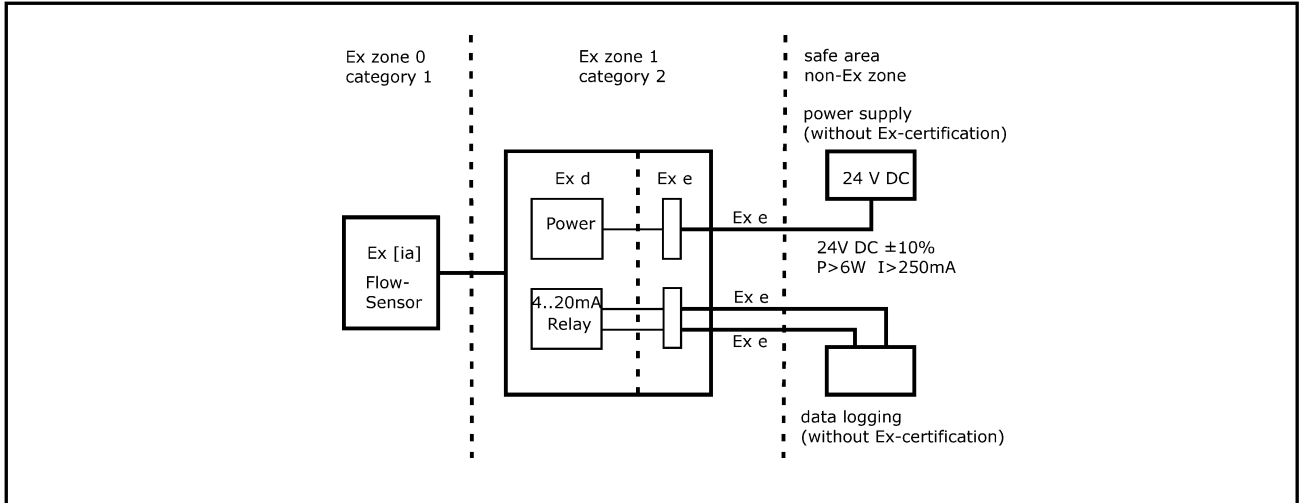 Ex zone 0
category 1
Ex zone 1
category 2
safe area
non-Ex zone
power supply
(without Ex-certification)
24 V DC
Ex d
Ex e
Power
Ex e
24V DC ±10%
P>6W I>250mA
Ex [ia]
Flow-
Sensor
4..20mA
Relay
Ex e
Ex e
data logging
(without Ex-certification)